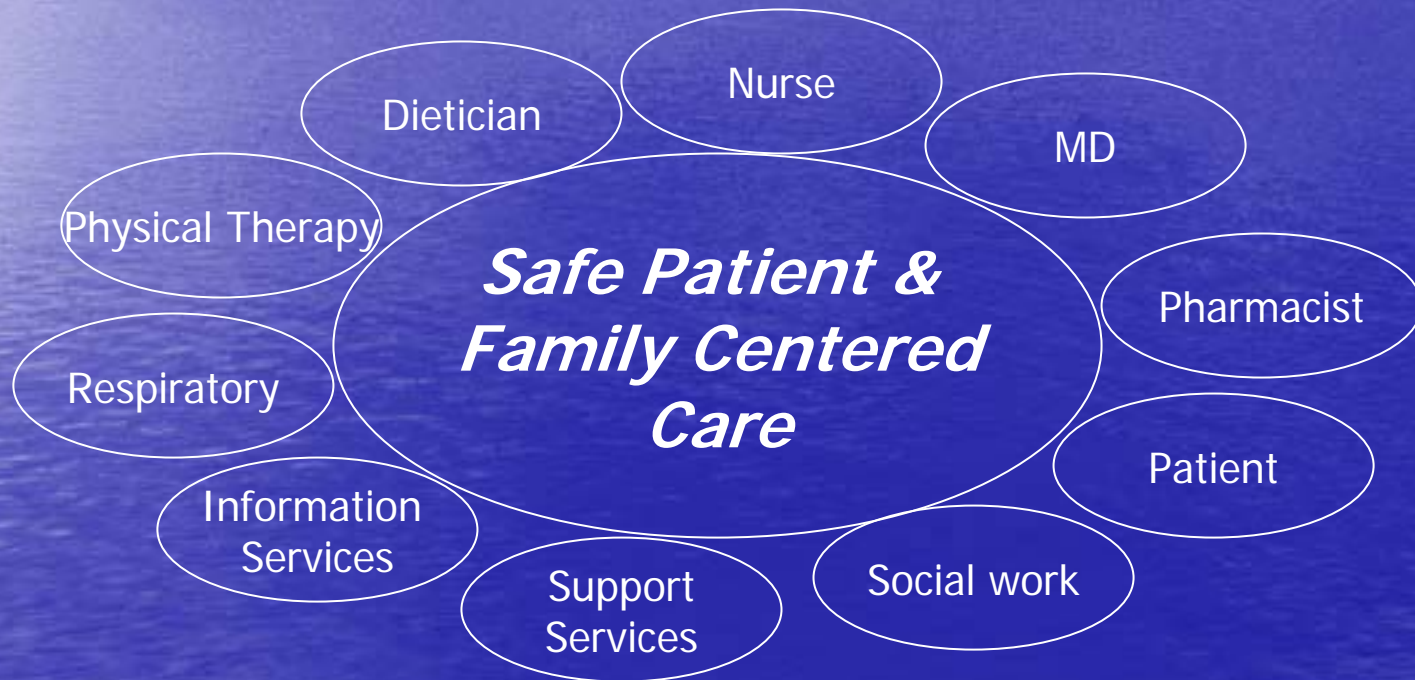 Nurse
Dietician
MD
Physical Therapy
Safe Patient &
Family Centered
Care
Pharmacist
Respiratory
Patient
Information
Services
Support
Services
Social work